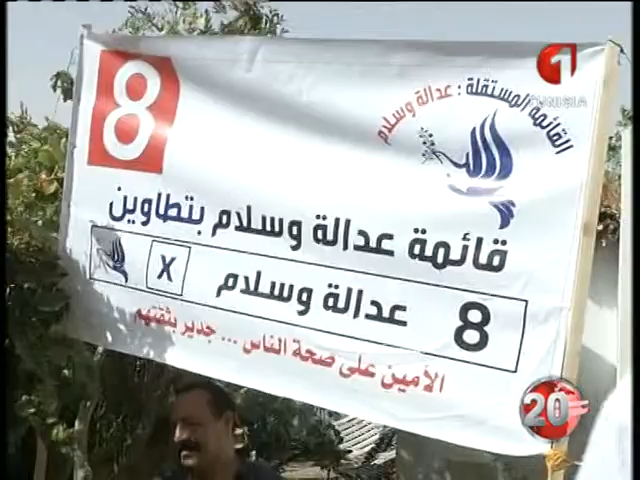 8
القائمة المستقلة : عدالة وسلام
1
TUNISIA
قائمة عدالة وسلام بتطاوين
8 عدالة وسلام X
الأمين على صحة الناس ... جدير بثقتهم
20